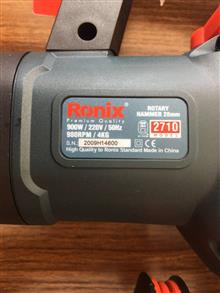 Ronix
Premium Quality
ROTARY
HAMMER 26mm
900W / 220V / 50Hz
980RPM / 4KG
2710
MODEL
S.N. 2009H14600
High Quality to Ronix Standard Made in China